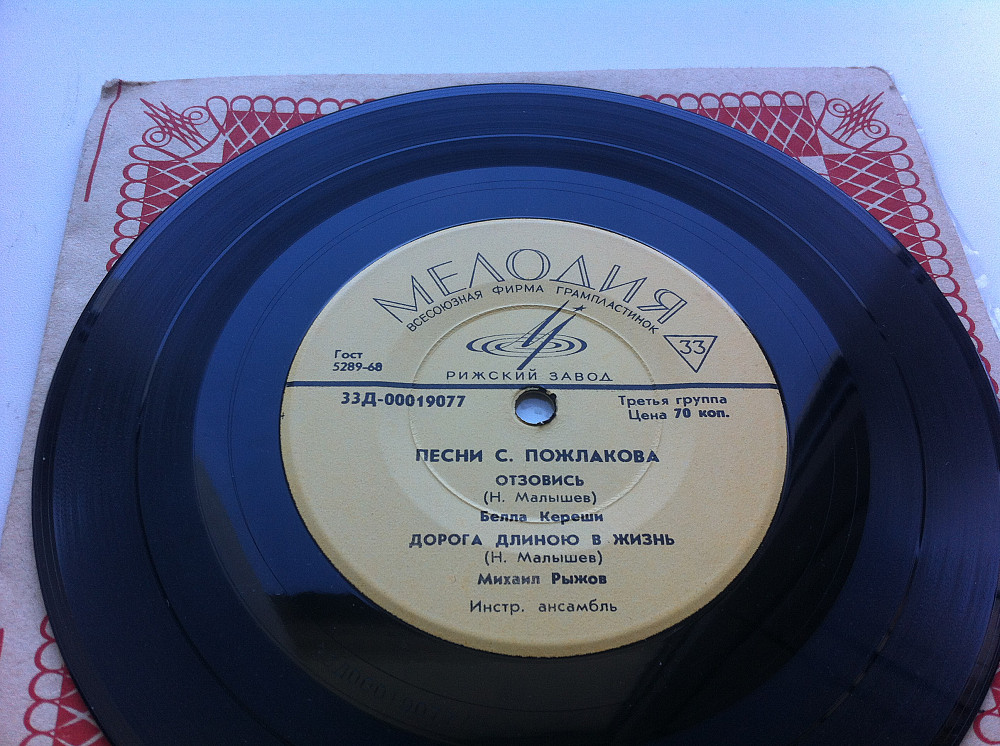 МЕЛОДИЯ
ВСЕСОЮЗНАЯ ФИРМА ГРАМПЛАСТИНОК
33
Гост
5289-68
РИЖСКИЙ ЗАВОД
33Д-00019077
Третья группа
Цена 70 коп.
ПЕСНИ С. ПОЖЛАКОВА
ОТЗОВИСЬ
(Н. Малышев)
Белла Кереши
ДОРОГА ДЛИНОЮ В ЖИЗНЬ
(Н. Малышев)
Михаил Рыжов
Инстр. ансамбль